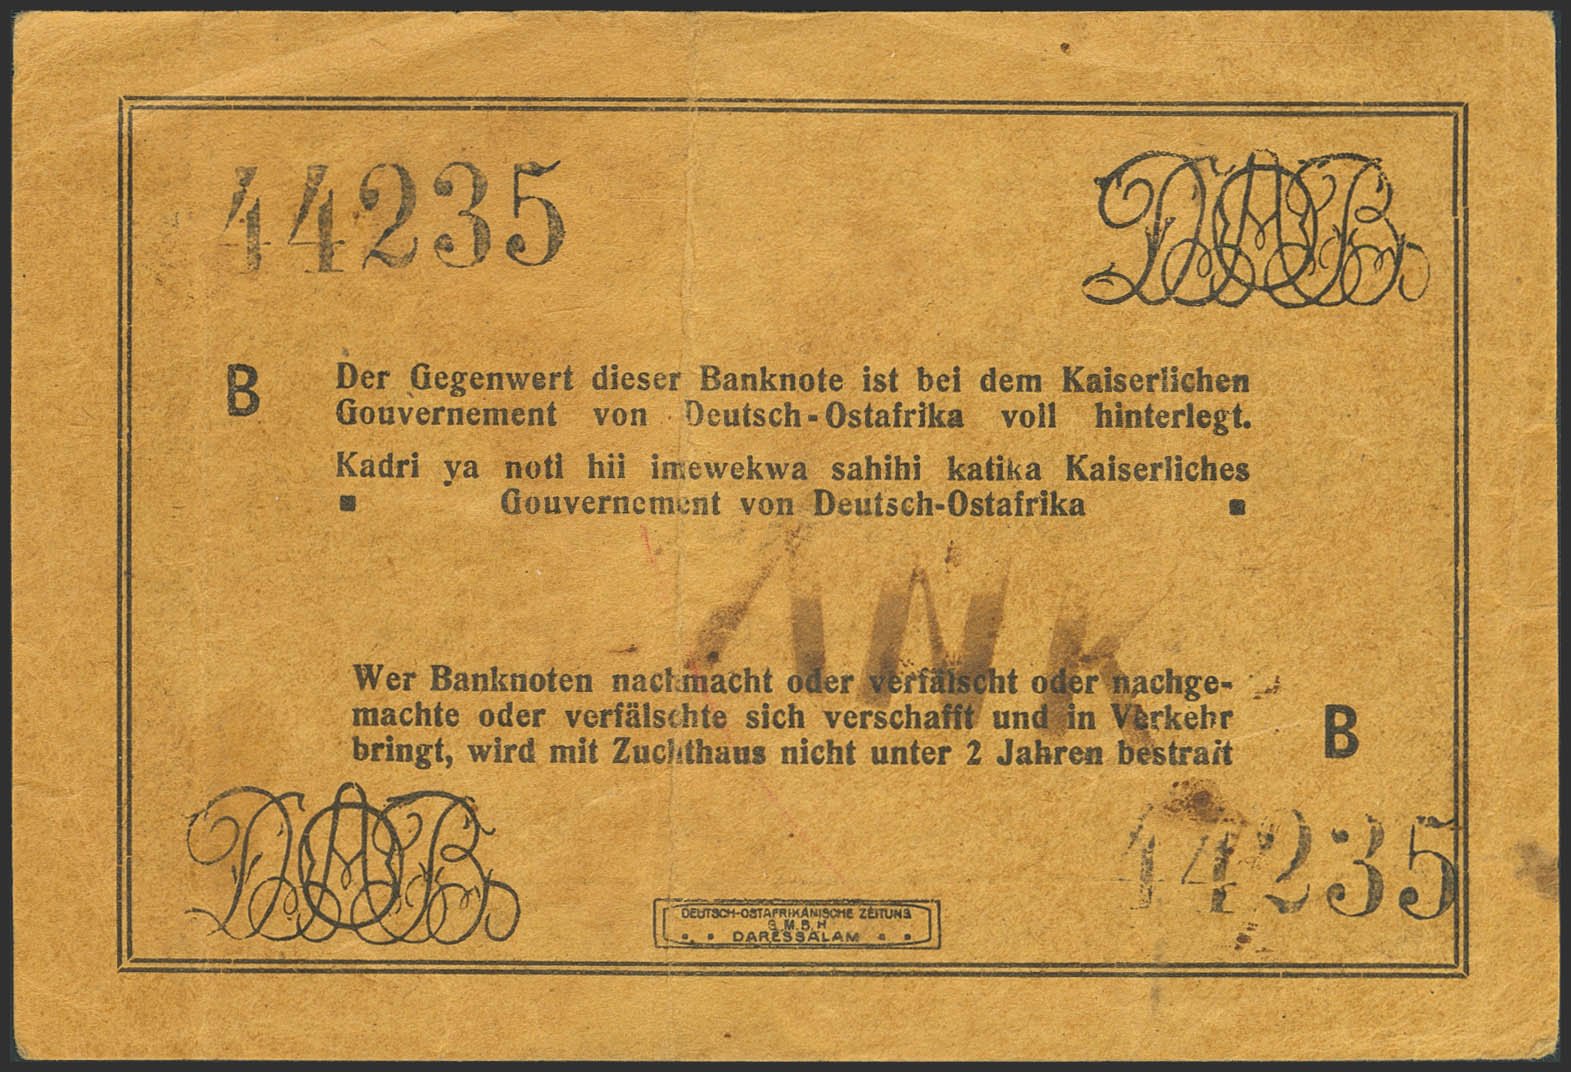 44235
DOAB
B
Der Gegenwert dieser Banknote ist bei dem Kaiserlichen
Gouvernement von Deutsch-Ostafrika voll hinterlegt.
Kadri ya noti hii imewekwa sahihi katika Kaiserliches
Gouvernement von Deutsch-Ostafrika
Wer Banknoten nachmacht oder verfälscht oder nachge-
machte oder verfälschte sich verschafft und in Verkehr
bringt, wird mit Zuchthaus nicht unter 2 Jahren bestraft
B
DOAB
44235
DEUTSCH-OSTAFRIKANISCHE ZEITUNG
G.M.B.H
DARESSALAM